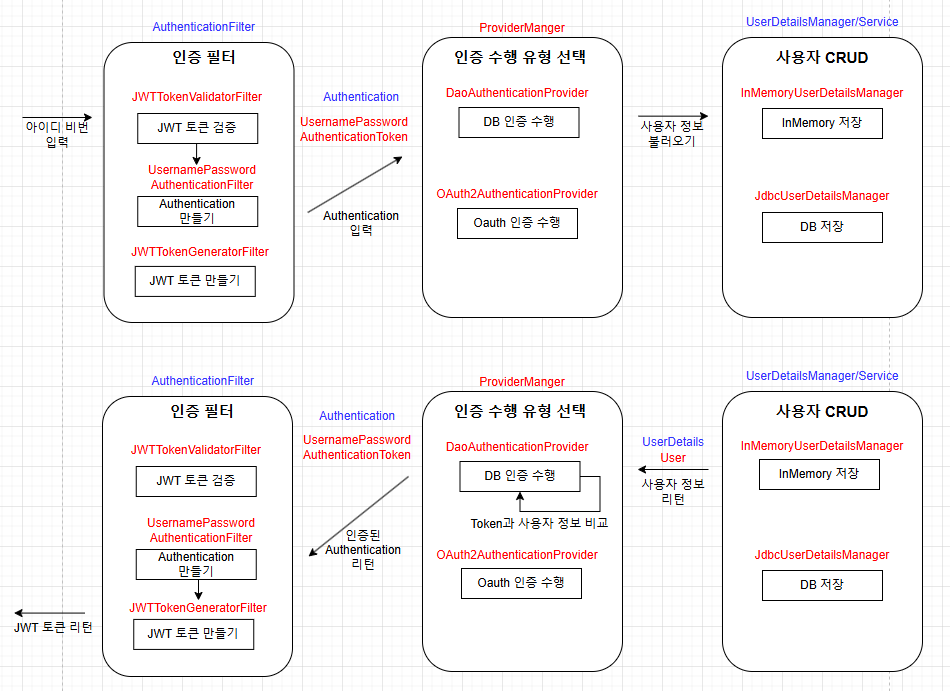 AuthenticationFilter
인증 필터
JWTTokenValidatorFilter
JWT 토큰 검증
UsernamePassword
AuthenticationFilter
Authentication
만들기
JWTTokenGeneratorFilter
JWT 토큰 만들기
아이디 비번
입력
Authentication
UsernamePassword
AuthenticationToken
Authentication
입력
ProviderManger
인증 수행 유형 선택
DaoAuthenticationProvider
DB 인증 수행
OAuth2AuthenticationProvider
Oauth 인증 수행
사용자 정보
불러오기
UserDetailsManager/Service
사용자 CRUD
InMemoryUserDetailsManager
InMemory 저장
JdbcUserDetailsManager
DB 저장
AuthenticationFilter
인증 필터
JWTTokenValidatorFilter
JWT 토큰 검증
UsernamePassword
AuthenticationFilter
Authentication
만들기
JWTTokenGeneratorFilter
JWT 토큰 만들기
JWT 토큰 리턴
Authentication
UsernamePassword
AuthenticationToken
인증된
Authentication
리턴
ProviderManger
인증 수행 유형 선택
DaoAuthenticationProvider
DB 인증 수행
Token과 사용자 정보 비교
OAuth2AuthenticationProvider
Oauth 인증 수행
UserDetails
User
사용자 정보
리턴
UserDetailsManager/Service
사용자 CRUD
InMemoryUserDetailsManager
InMemory 저장
JdbcUserDetailsManager
DB 저장